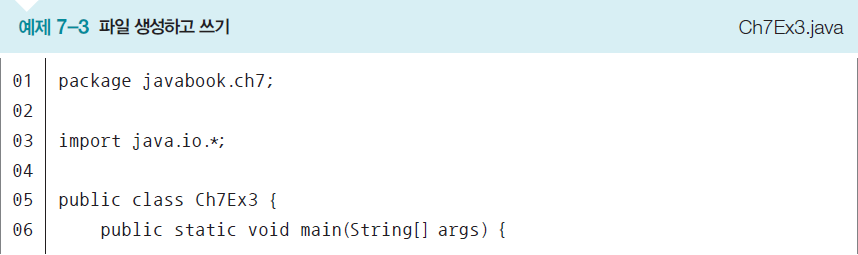 예제 7-3 파일 생성하고 쓰기 Ch7Ex3.java
01 package javabook.ch7;
02
03 import java.io.*;
04
05 public class Ch7Ex3 {
06     public static void main(String[] args) {